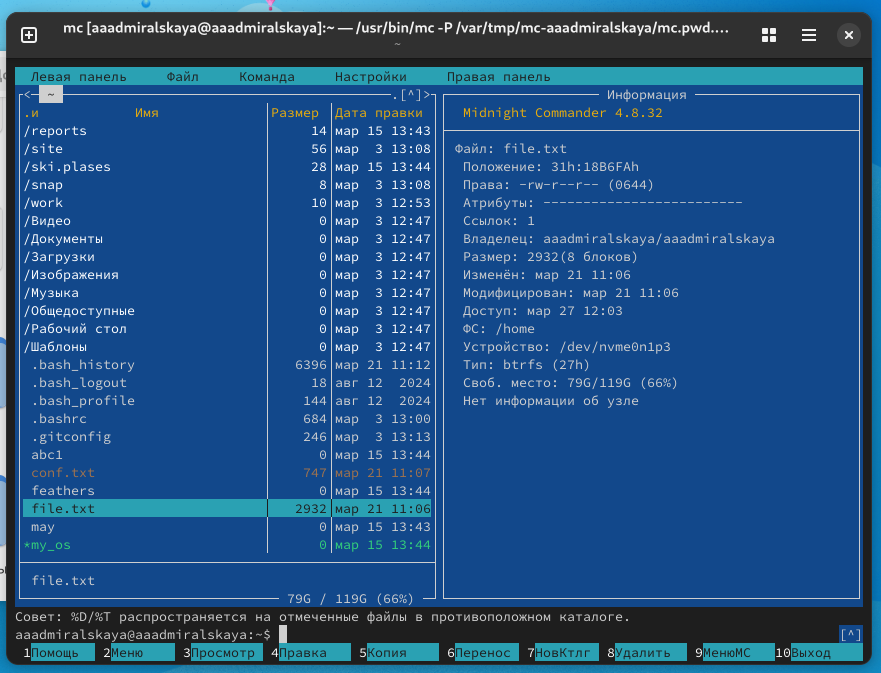 mc [aaadmiralskaya@aaadmiralskaya]:~ — /usr/bin/mc -P /var/tmp/mc-aaadmiralskaya/mc.pwd.…
~
Левая панель Файл Команда Настройки Правая панель
<— ~ .[^]>
.и Имя Размер Дата правки
/reports 14 мар 15 13:43
/site 56 мар 3 13:08
/ski.plases 28 мар 15 13:44
/snap 8 мар 3 13:08
/work 10 мар 3 12:53
/Видео 0 мар 3 12:47
/Документы 0 мар 3 12:47
/Загрузки 0 мар 3 12:47
/Изображения 0 мар 3 12:47
/Музыка 0 мар 3 12:47
/Общедоступные 0 мар 3 12:47
/Рабочий стол 0 мар 3 12:47
/Шаблоны 0 мар 3 12:47
.bash_history 6396 мар 21 11:12
.bash_logout 18 авг 12 2024
.bash_profile 144 авг 12 2024
.bashrc 684 мар 3 13:00
.gitconfig 246 мар 3 13:13
abc1 0 мар 15 13:44
conf.txt 747 мар 21 11:07
feathers 0 мар 15 13:44
file.txt 2932 мар 21 11:06
may 0 мар 15 13:43
*my_os 0 мар 15 13:44
file.txt
79G / 119G (66%)
Информация
Midnight Commander 4.8.32
Файл: file.txt
Положение: 31h:18B6FAh
Права: -rw-r--r-- (0644)
Атрибуты: -------------------------
Ссылок: 1
Владелец: aaadmiralskaya/aaadmiralskaya
Размер: 2932(8 блоков)
Изменён: мар 21 11:06
Модифицирован: мар 21 11:06
Доступ: мар 27 12:03
ФС: /home
Устройство: /dev/nvme0n1p3
Тип: btrfs (27h)
Своб. место: 79G/119G (66%)
Нет информации об узле
Совет: %D/%T распространяется на отмеченные файлы в противоположном каталоге.
aaadmiralskaya@aaadmiralskaya:~$ [^]
1Помощь 2Меню 3Просмотр 4Правка 5Копия 6Перенос 7НовКтлг 8Удалить 9МенюMC 10Выход